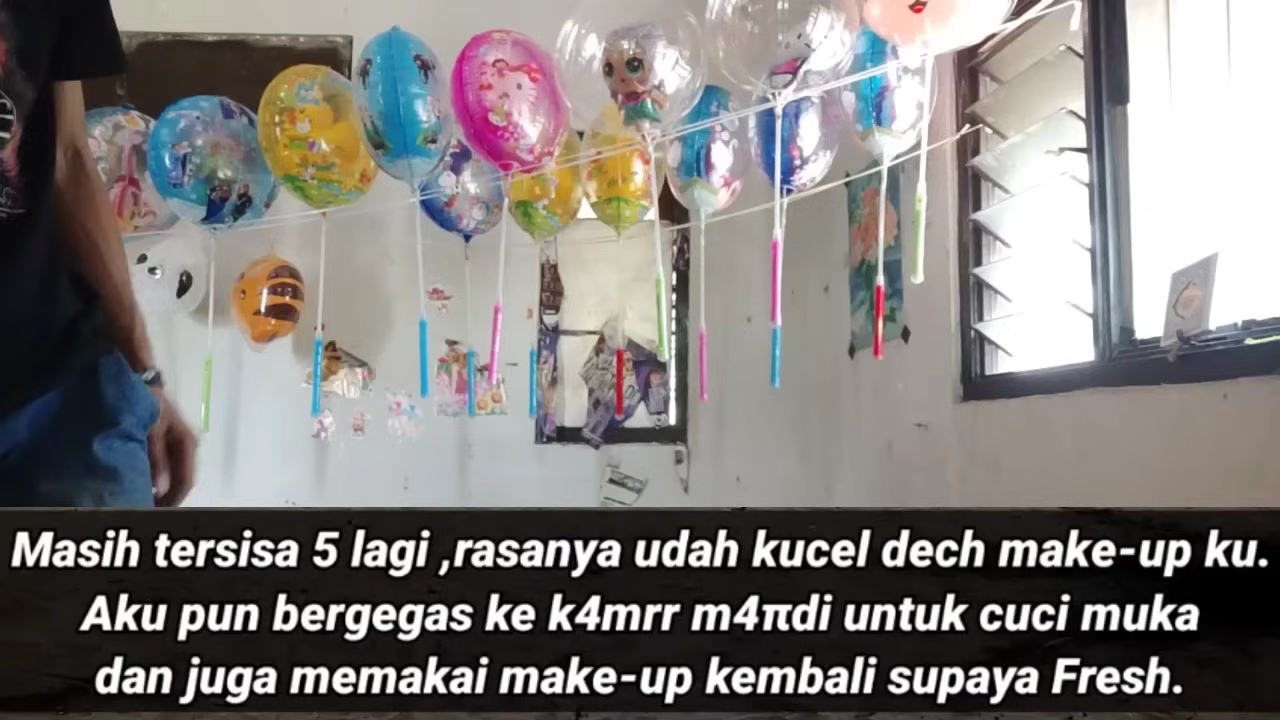 Masih tersisa 5 lagi ,rasanya udah kucel dech make-up ku.
Aku pun bergegas ke k4mrr m4πdi untuk cuci muka
dan juga memakai make-up kembali supaya Fresh.